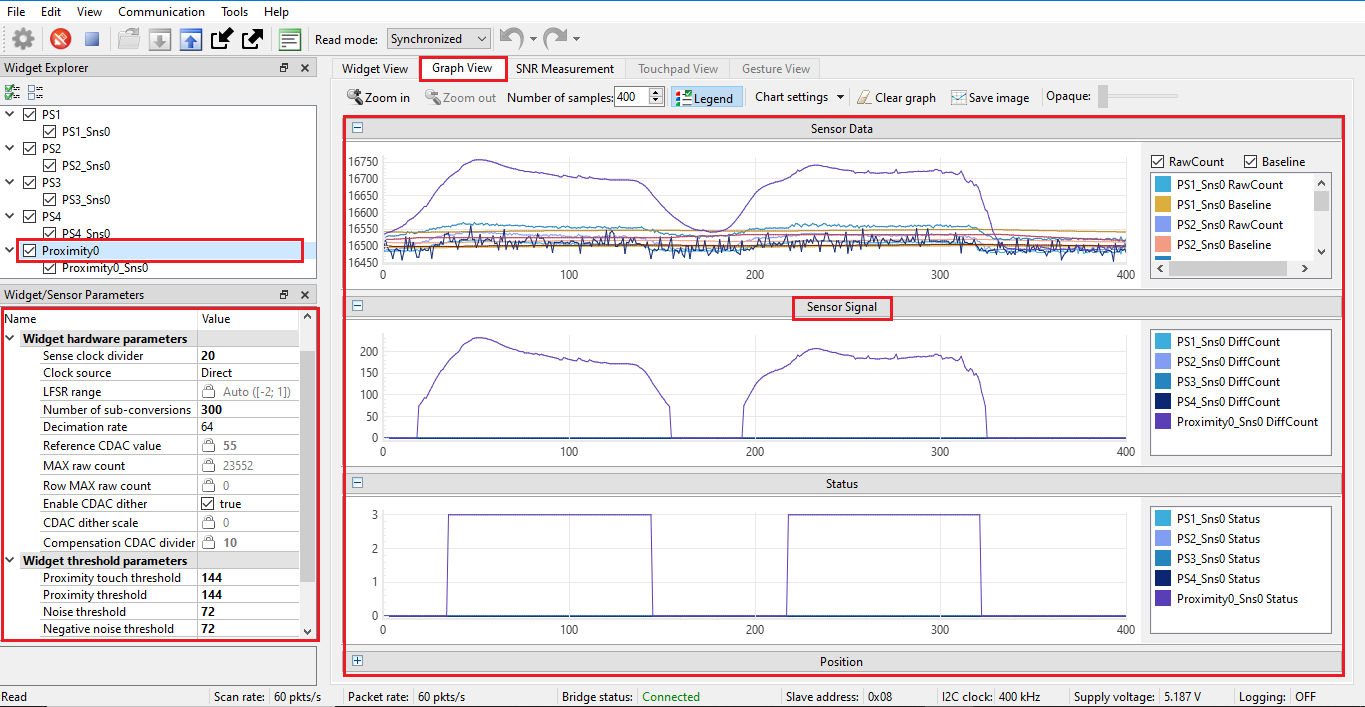 File Edit View Communication Tools Help
Read mode: Synchronized
Widget Explorer
PS1
PS1_Sns0
PS2
PS2_Sns0
PS3
PS3_Sns0
PS4
PS4_Sns0
Proximity0
Proximity0_Sns0
Widget/Sensor Parameters
Name Value
Widget hardware parameters
Sense clock divider 20
Clock source Direct
LFSR range Auto ([-2; 1])
Number of sub-conversions 300
Decimation rate 64
Reference CDAC value 55
MAX raw count 23552
Row MAX raw count 0
Enable CDAC dither true
CDAC dither scale 0
Compensation CDAC divider 10
Widget threshold parameters
Proximity touch threshold 144
Proximity threshold 144
Noise threshold 72
Negative noise threshold 72
Widget View Graph View SNR Measurement Touchpad View Gesture View
Zoom in Zoom out Number of samples: 400 Legend Chart settings Clear graph Save image Opaque:
Sensor Data
16750
16700
16650
16600
16550
16500
16450
0 100 200 300 400
RawCount Baseline
PS1_Sns0 RawCount
PS1_Sns0 Baseline
PS2_Sns0 RawCount
PS2_Sns0 Baseline
Sensor Signal
200
150
100
50
0
0 100 200 300 400
PS1_Sns0 DiffCount
PS2_Sns0 DiffCount
PS3_Sns0 DiffCount
PS4_Sns0 DiffCount
Proximity0_Sns0 DiffCount
Status
3
2
1
0
0 100 200 300 400
PS1_Sns0 Status
PS2_Sns0 Status
PS3_Sns0 Status
PS4_Sns0 Status
Proximity0_Sns0 Status
Position
Read Scan rate: 60 pkts/s Packet rate: 60 pkts/s Bridge status: Connected Slave address: 0x08 I2C clock: 400 kHz Supply voltage: 5.187 V Logging: OFF